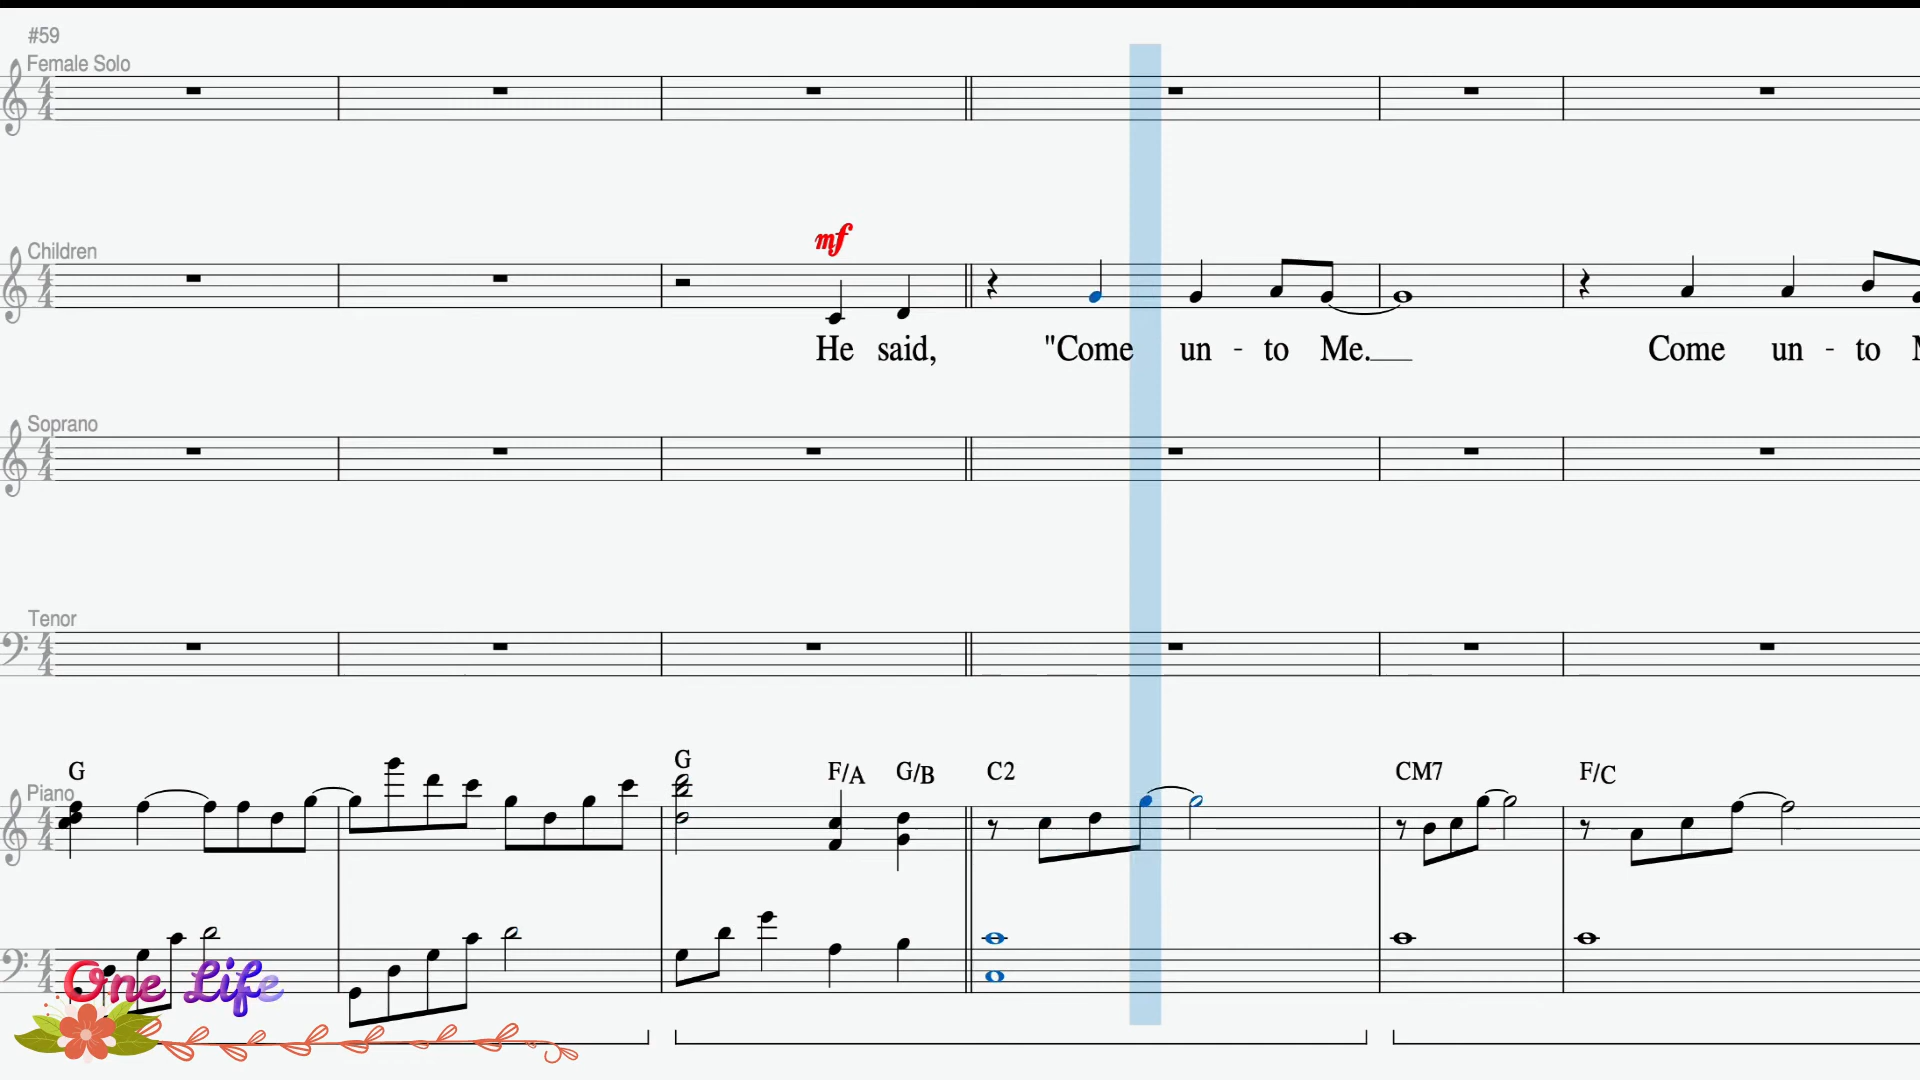 #59
Female Solo
Children
mf
He said, "Come un - to Me. Come un - to
Soprano
Tenor
G G F/A G/B C2 CM7 F/C
Piano
One Life